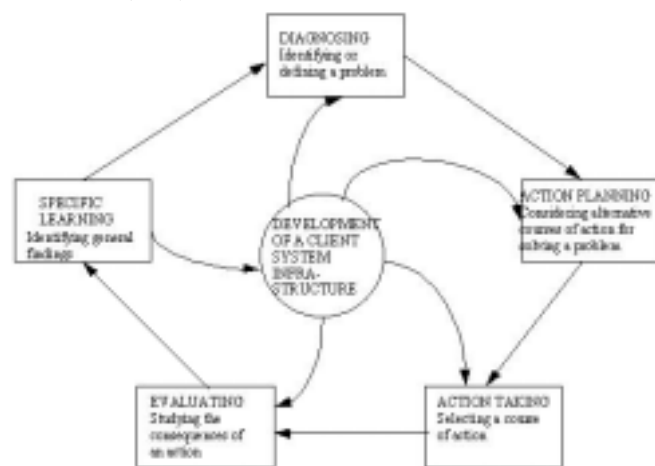 DIAGNOSING
Identifying or
defining a problem
ACTION PLANNING
Considering alternative
courses of action for
solving a problem
ACTION TAKING
Selecting a course
of action
EVALUATING
Studying the
consequences of
an action
SPECIFIC
LEARNING
Identifying general
findings
DEVELOPMENT
OF A CLIENT
SYSTEM
INFRA-
STRUCTURE